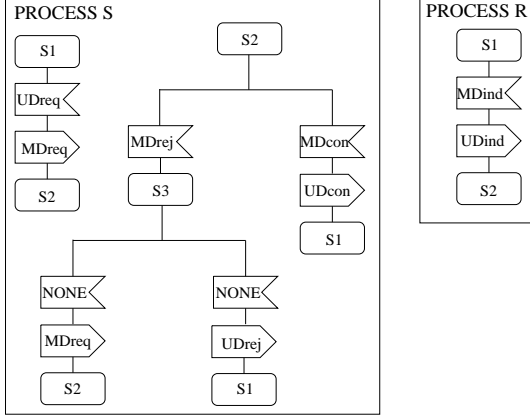 PROCESS S
S1
UDreq
MDreq
S2
S2
MDrej
S3
MDcon
UDcon
S1
NONE
MDreq
S2
NONE
UDrej
S1
PROCESS R
S1
MDind
UDind
S2